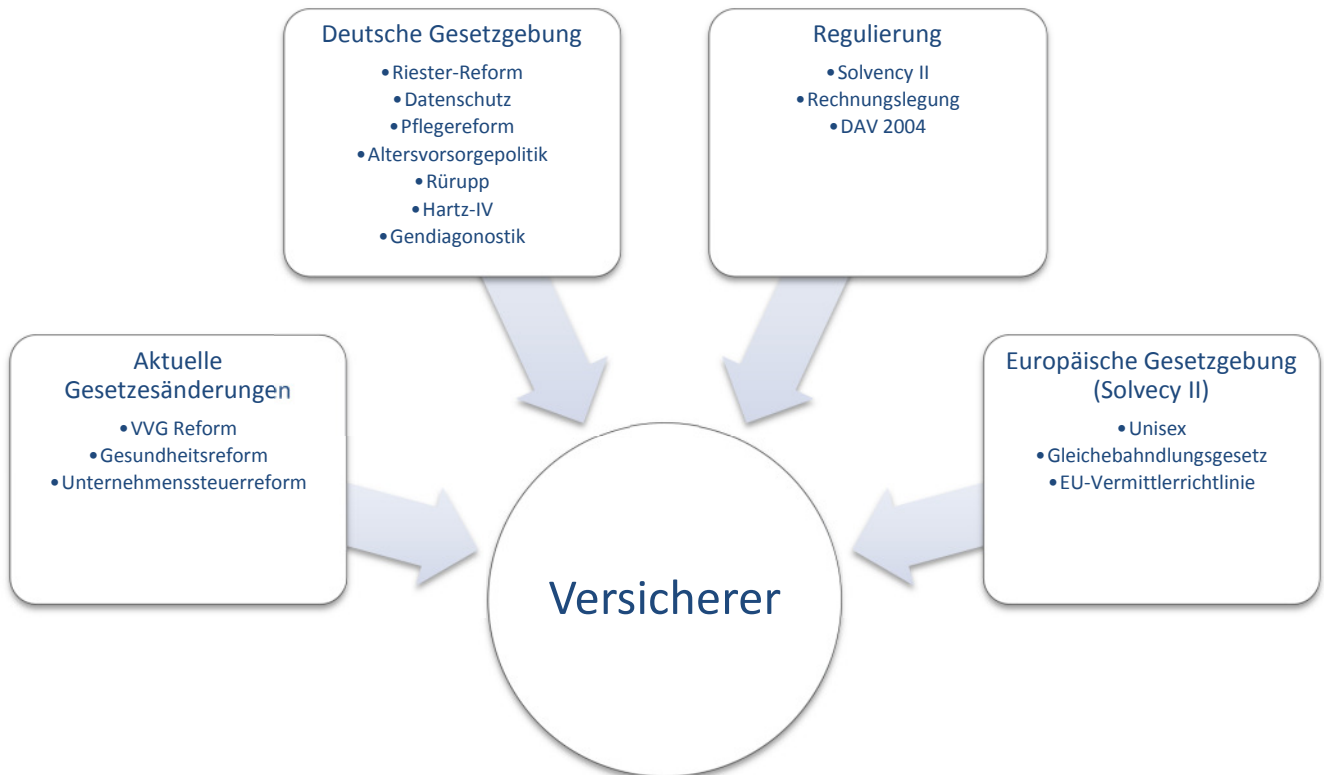 Deutsche Gesetzgebung
•Riester-Reform
•Datenschutz
•Pflegereform
•Altersvorsorgepolitik
•Rürupp
•Hartz-IV
•Gendiagonostik
Regulierung
•Solvency II
•Rechnungslegung
•DAV 2004
Aktuelle
Gesetzesänderungen
•VVG Reform
•Gesundheitsreform
•Unternehmenssteuerreform
Europäische Gesetzgebung
(Solvecy II)
•Unisex
•Gleichebahndlungsgesetz
•EU-Vermittlerrichtlinie
Versicherer